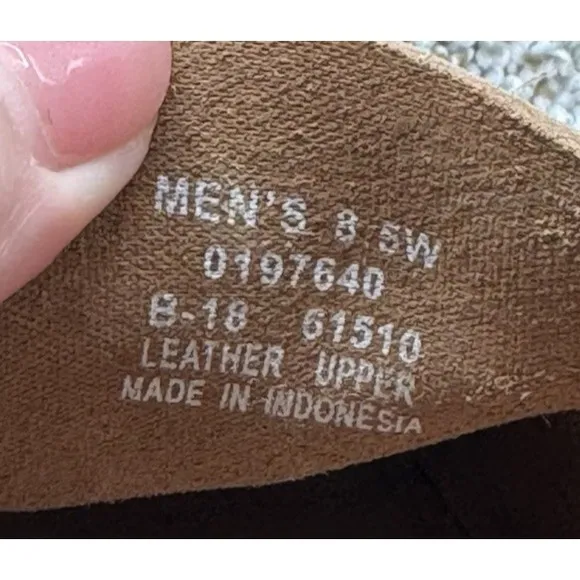 MEN'S 8.5W
0197640
B-18 61510
LEATHER UPPER
MADE IN INDONESIA